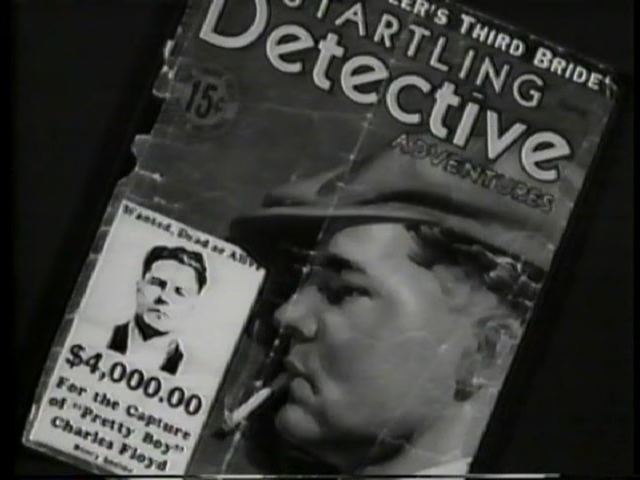 LER'S THIRD BRIDE
STARTLING
Detective
ADVENTURES
15¢
Wanted, Dead or Alive
$4,000.00
For the Capture
of "Pretty Boy"
Charles Floyd